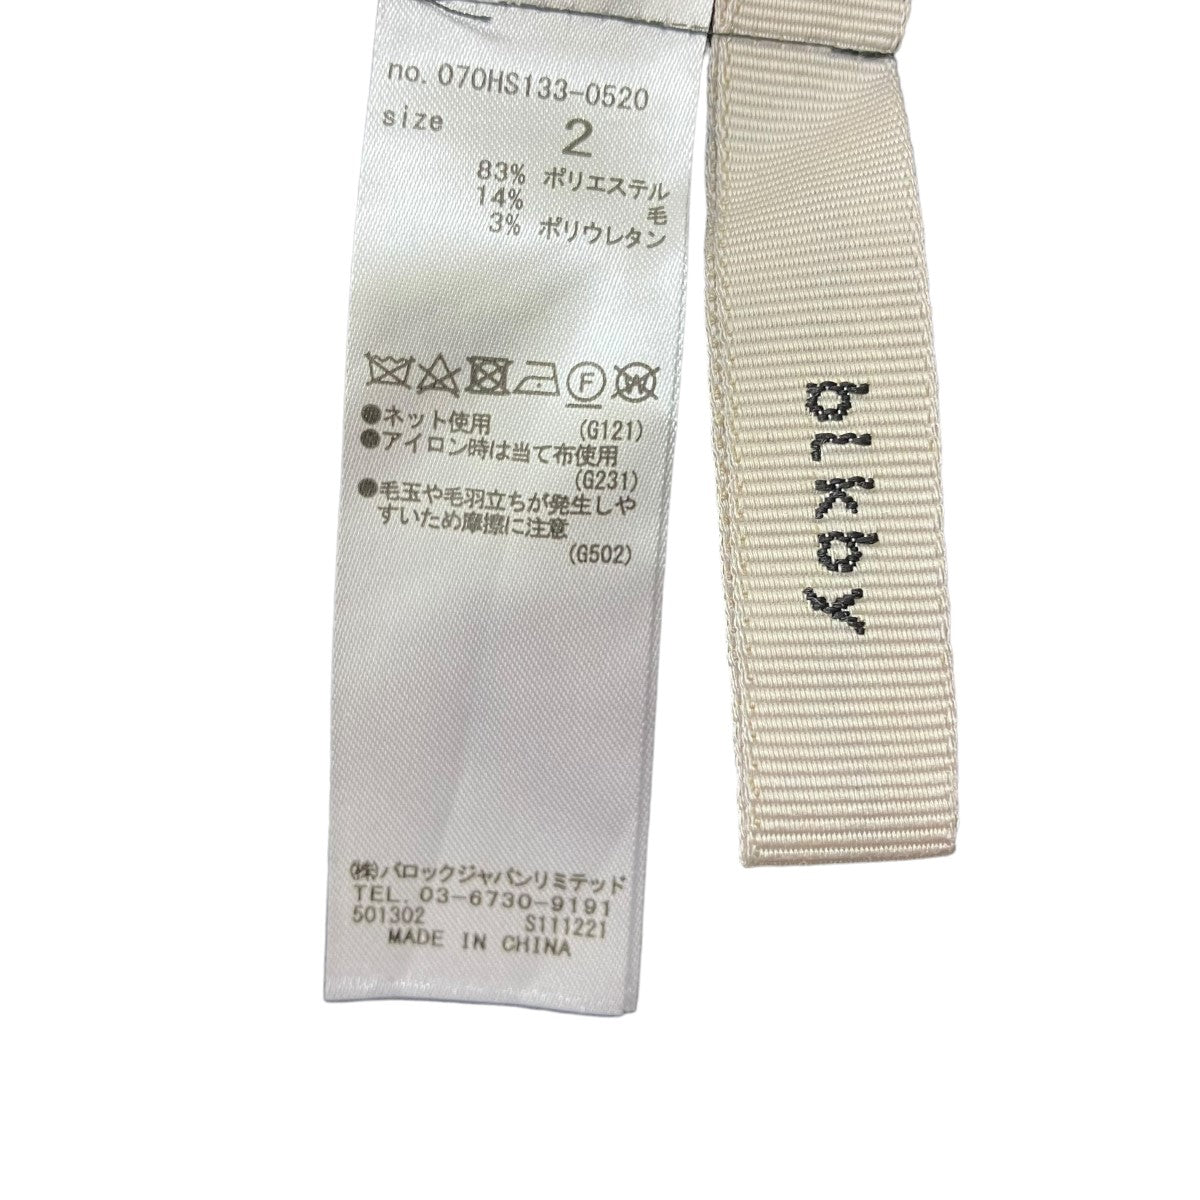 no. 070HS133-0520
size 2
83% ポリエステル
14% 毛
3% ポリウレタン
F W
●ネット使用 (G121)
●アイロン時は当て布使用
(G231)
●毛玉や毛羽立ちが発生しや
すいため摩擦に注意
(G502)
㈱バロックジャパンリミテッド
TEL. 03-6730-9191
501302 S111221
MADE IN CHINA
bLkby